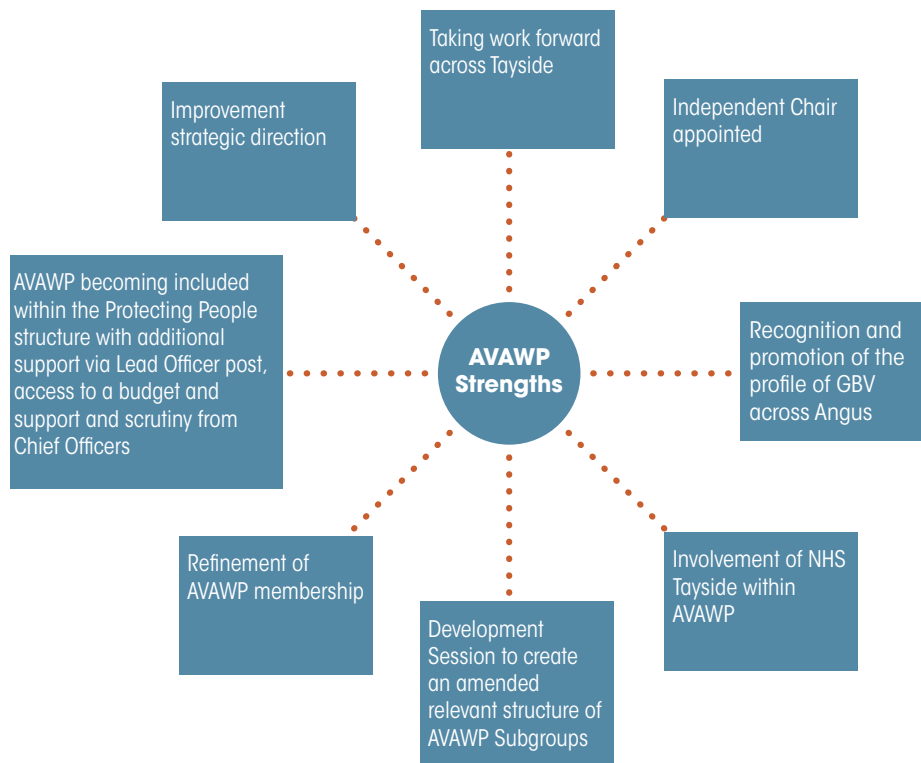 Taking work forward
across Tayside
Improvement
strategic direction
Independent Chair
appointed
AVAWP becoming included
within the Protecting People
structure with additional
support via Lead Officer post,
access to a budget and
support and scrutiny from
Chief Officers
AVAWP
Strengths
Recognition and
promotion of the
profile of GBV
across Angus
Refinement of
AVAWP membership
Development
Session to create
an amended
relevant structure of
AVAWP Subgroups
Involvement of NHS
Tayside within
AVAWP